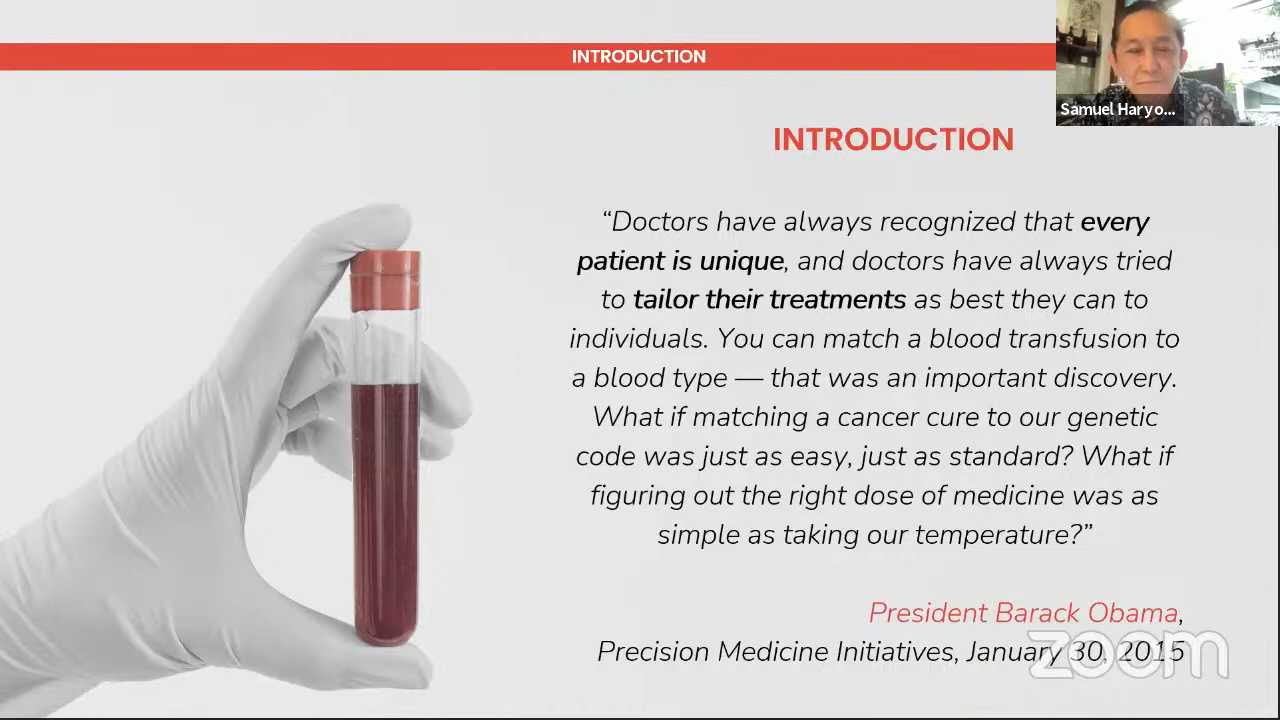 INTRODUCTION
Samuel Haryo...
INTRODUCTION
“Doctors have always recognized that every
patient is unique, and doctors have always tried
to tailor their treatments as best they can to
individuals. You can match a blood transfusion to
a blood type — that was an important discovery.
What if matching a cancer cure to our genetic
code was just as easy, just as standard? What if
figuring out the right dose of medicine was as
simple as taking our temperature?”
President Barack Obama,
Precision Medicine Initiatives, January 30, 2015
zoom